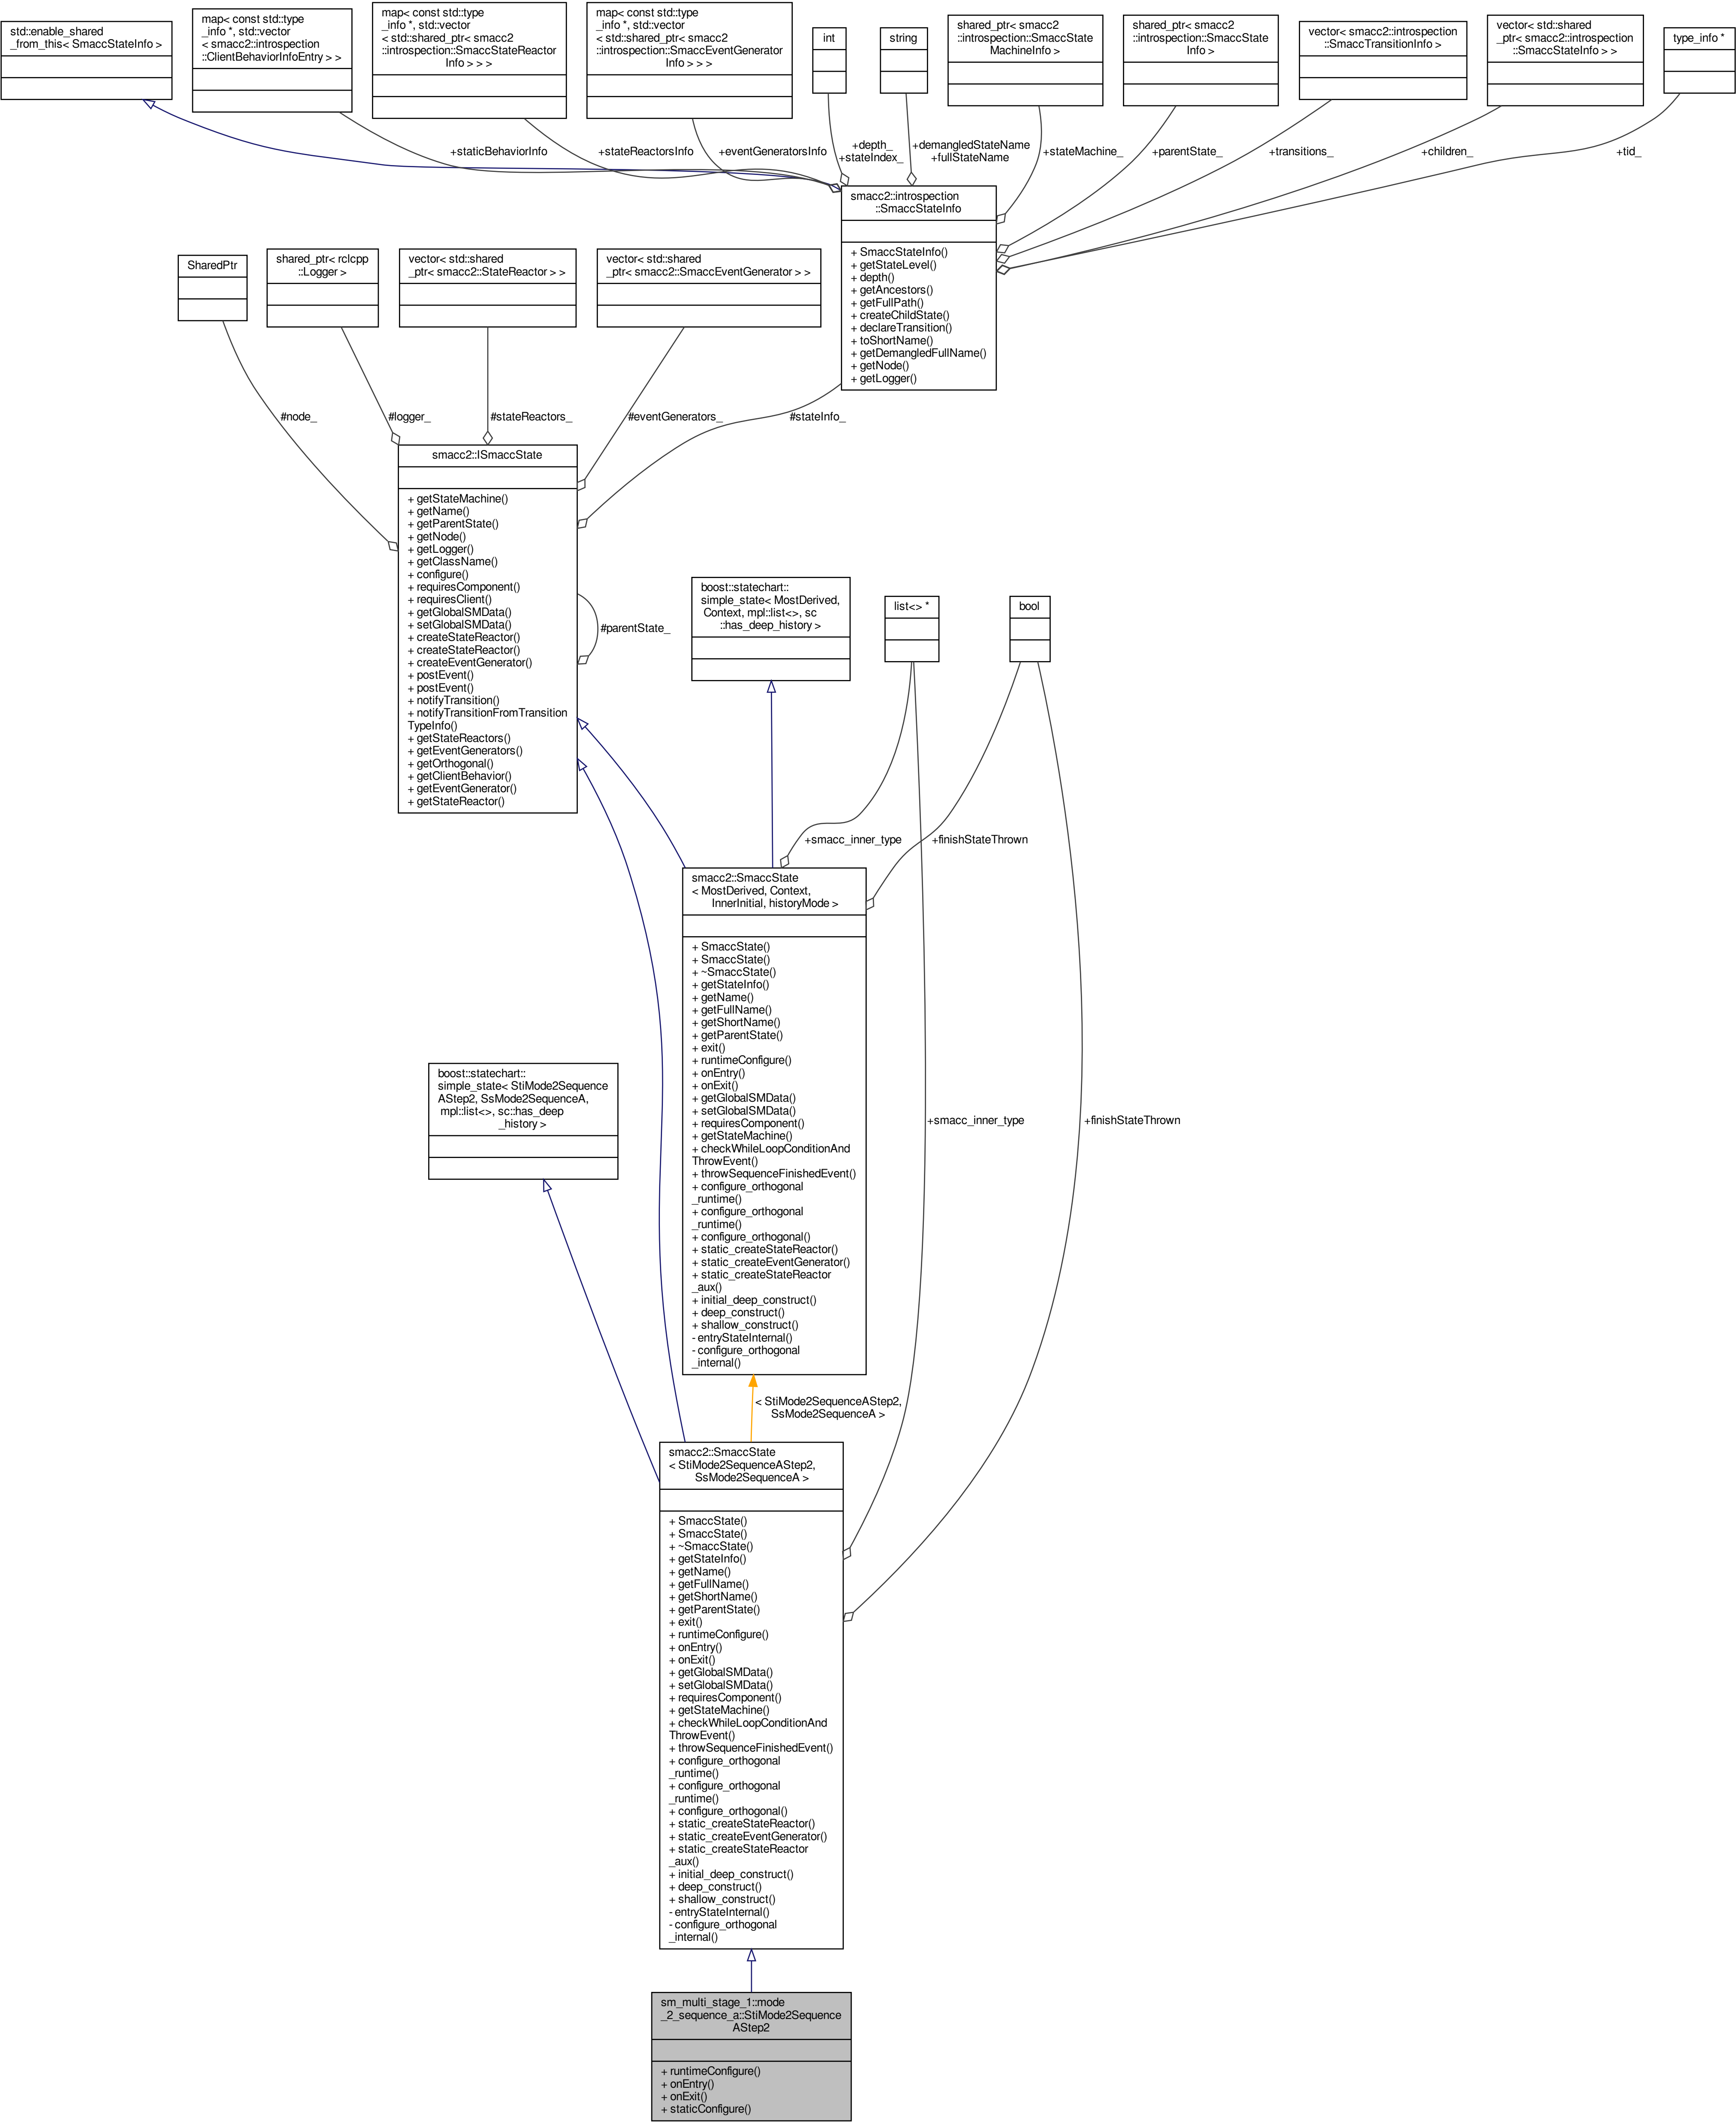 std::enable_shared
_from_this< SmaccStateInfo >
map< const std::type
_info *, std::vector
< smacc2::introspection
::ClientBehaviorInfoEntry > >
map< const std::type
_info *, std::vector
< std::shared_ptr< smacc2
::introspection::SmaccStateReactor
Info > > >
map< const std::type
_info *, std::vector
< std::shared_ptr< smacc2
::introspection::SmaccEventGenerator
Info > > >
int
string
shared_ptr< smacc2
::introspection::SmaccState
MachineInfo >
shared_ptr< smacc2
::introspection::SmaccState
Info >
vector< smacc2::introspection
::SmaccTransitionInfo >
vector< std::shared
_ptr< smacc2::introspection
::SmaccStateInfo > >
type_info *
+staticBehaviorInfo
+stateReactorsInfo
+eventGeneratorsInfo
+depth_
+stateIndex_
+demangledStateName
+fullStateName
+stateMachine_
+parentState_
+transitions_
+children_
+tid_
smacc2::introspection
::SmaccStateInfo
+ SmaccStateInfo()
+ getStateLevel()
+ depth()
+ getAncestors()
+ getFullPath()
+ createChildState()
+ declareTransition()
+ toShortName()
+ getDemangledFullName()
+ getNode()
+ getLogger()
SharedPtr
shared_ptr< rclcpp
::Logger >
vector< std::shared
_ptr< smacc2::StateReactor > >
vector< std::shared
_ptr< smacc2::SmaccEventGenerator > >
#node_
#logger_
#stateReactors_
#eventGenerators_
#stateInfo_
smacc2::ISmaccState
+ getStateMachine()
+ getName()
+ getParentState()
+ getNode()
+ getLogger()
+ getClassName()
+ configure()
+ requiresComponent()
+ requiresClient()
+ getGlobalSMData()
+ setGlobalSMData()
+ createStateReactor()
+ createStateReactor()
+ createEventGenerator()
+ postEvent()
+ postEvent()
+ notifyTransition()
+ notifyTransitionFromTransition
TypeInfo()
+ getStateReactors()
+ getEventGenerators()
+ getOrthogonal()
+ getClientBehavior()
+ getEventGenerator()
+ getStateReactor()
#parentState_
boost::statechart::
simple_state< MostDerived,
Context, mpl::list<>, sc
::has_deep_history >
list<> *
bool
+smacc_inner_type
+finishStateThrown
smacc2::SmaccState
< MostDerived, Context,
InnerInitial, historyMode >
+ SmaccState()
+ SmaccState()
+ ~SmaccState()
+ getStateInfo()
+ getName()
+ getFullName()
+ getShortName()
+ getParentState()
+ exit()
+ runtimeConfigure()
+ onEntry()
+ onExit()
+ getGlobalSMData()
+ setGlobalSMData()
+ requiresComponent()
+ getStateMachine()
+ checkWhileLoopConditionAnd
ThrowEvent()
+ throwSequenceFinishedEvent()
+ configure_orthogonal
_runtime()
+ configure_orthogonal
_runtime()
+ configure_orthogonal()
+ static_createStateReactor()
+ static_createEventGenerator()
+ static_createStateReactor
_aux()
+ initial_deep_construct()
+ deep_construct()
+ shallow_construct()
- entryStateInternal()
- configure_orthogonal
_internal()
boost::statechart::
simple_state< StiMode2Sequence
AStep2, SsMode2SequenceA,
mpl::list<>, sc::has_deep
_history >
+smacc_inner_type
+finishStateThrown
< StiMode2SequenceAStep2,
SsMode2SequenceA >
smacc2::SmaccState
< StiMode2SequenceAStep2,
SsMode2SequenceA >
+ SmaccState()
+ SmaccState()
+ ~SmaccState()
+ getStateInfo()
+ getName()
+ getFullName()
+ getShortName()
+ getParentState()
+ exit()
+ runtimeConfigure()
+ onEntry()
+ onExit()
+ getGlobalSMData()
+ setGlobalSMData()
+ requiresComponent()
+ getStateMachine()
+ checkWhileLoopConditionAnd
ThrowEvent()
+ throwSequenceFinishedEvent()
+ configure_orthogonal
_runtime()
+ configure_orthogonal
_runtime()
+ configure_orthogonal()
+ static_createStateReactor()
+ static_createEventGenerator()
+ static_createStateReactor
_aux()
+ initial_deep_construct()
+ deep_construct()
+ shallow_construct()
- entryStateInternal()
- configure_orthogonal
_internal()
sm_multi_stage_1::mode
_2_sequence_a::StiMode2Sequence
AStep2
+ runtimeConfigure()
+ onEntry()
+ onExit()
+ staticConfigure()